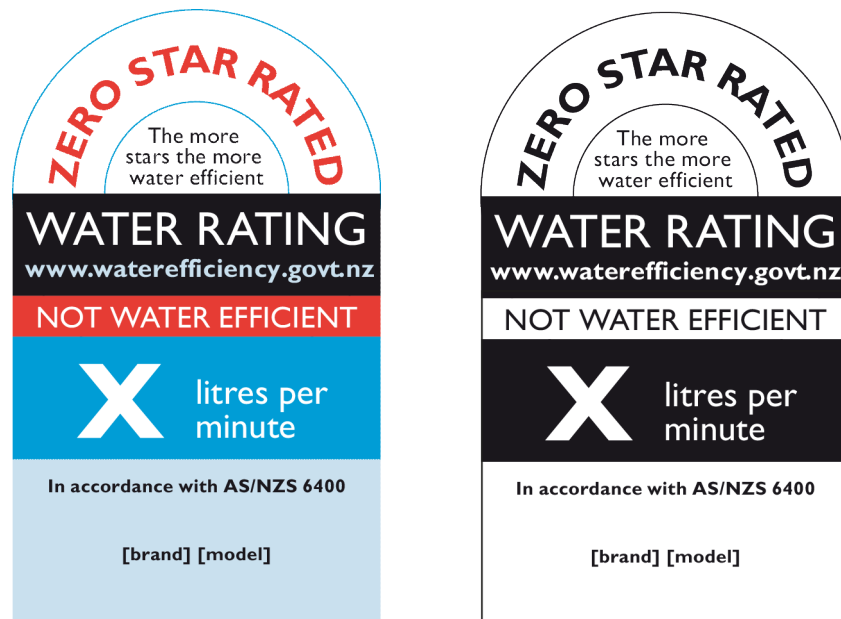 ZERO STAR RATED
The more
stars the more
water efficient
WATER RATING
www.waterefficiency.govt.nz
NOT WATER EFFICIENT
X litres per
minute
In accordance with AS/NZS 6400
[brand] [model]
ZERO STAR RATED
The more
stars the more
water efficient
WATER RATING
www.waterefficiency.govt.nz
NOT WATER EFFICIENT
X litres per
minute
In accordance with AS/NZS 6400
[brand] [model]